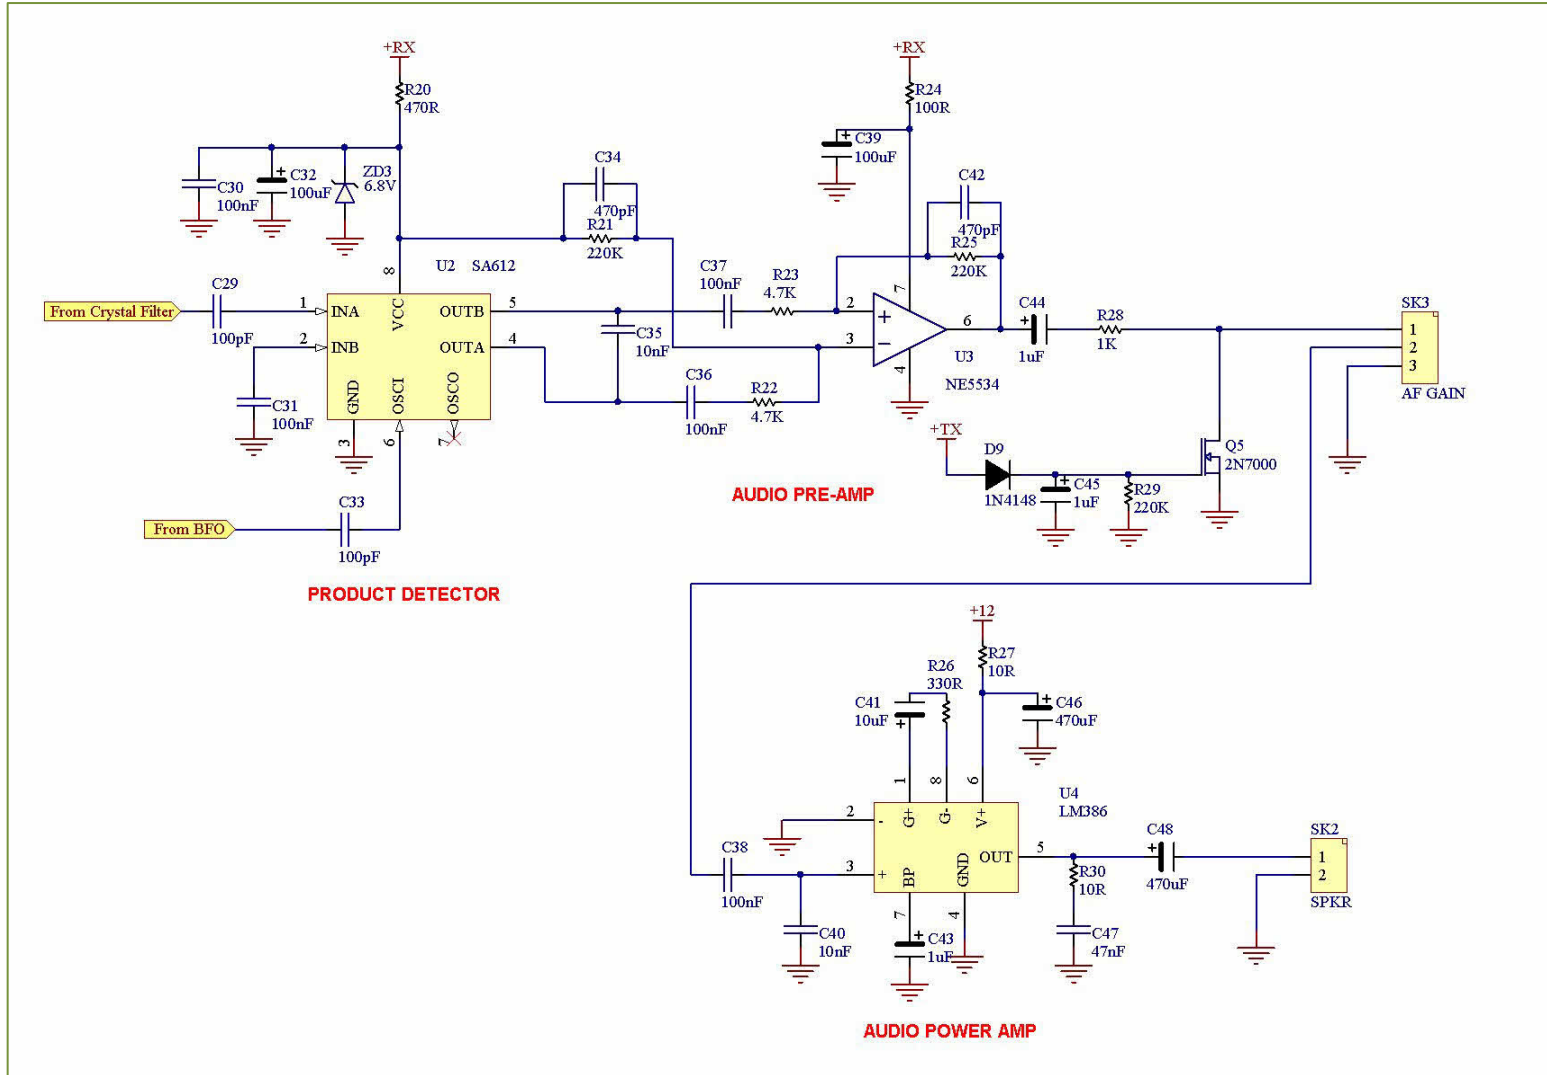 +RX
R20
470R
C30
100nF
C32
100uF
ZD3
6.8V
C34
470pF
R21
220K
+RX
R24
100R
C39
100uF
C42
470pF
R25
220K
U2 SA612
8
From Crystal Filter
C29
100pF
1
INA
VCC
OUTB
5
2
INB
OUTA
4
GND
OSCI
OSCO
3
6
7
C31
100nF
C35
10nF
C37
100nF
R23
4.7K
C36
100nF
R22
4.7K
2
3
7
4
6
U3
NE5534
C44
1uF
R28
1K
SK3
1
2
3
AF GAIN
From BFO
C33
100pF
PRODUCT DETECTOR
AUDIO PRE-AMP
+TX
D9
1N4148
C45
1uF
R29
220K
Q5
2N7000
+12
R27
10R
R26
330R
C41
10uF
C46
470uF
1
8
6
U4
LM386
2
-
G+
G-
V+
3
+
BP
GND
OUT
5
7
4
C38
100nF
C40
10nF
C43
1uF
R30
10R
C47
47nF
C48
470uF
SK2
1
2
SPKR
AUDIO POWER AMP